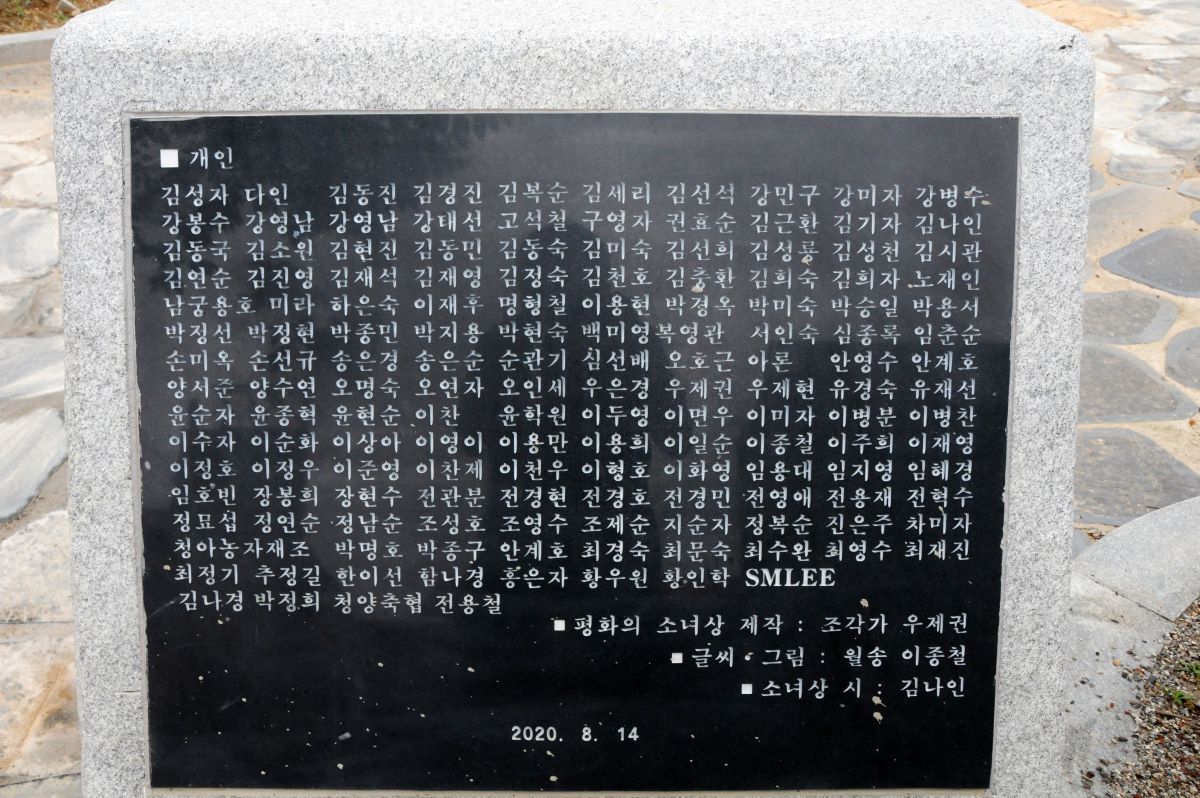 ■ 개인
김성자 다인 김동진 김경진 김복순 김세리 김선석 강민구 강미자 강병수
강봉수 강영남 강영남 강대선 고석철 구영자 권효순 김근환 김기자 김나인
김동국 김소원 김현진 김동민 김동숙 김미숙 김선희 김성륜 김성천 김시관
김연순 김진영 김재석 김재영 김정숙 김천호 김충환 김희숙 김희자 노재인
남궁용호 미라 하은숙 이재후 명형철 이용현 박경옥 박미숙 박승일 박용서
박정선 박정현 박종민 박지용 박현숙 백미영 복영관 서인숙 심종록 임춘순
손미옥 손선규 송은경 송은순 순관기 심선배 오호근 아론 안영수 안계호
양서준 양수연 오명숙 오연자 오인세 우은경 우제권 우제현 유경숙 유재선
윤순자 윤종혁 윤현순 이찬 윤학원 이두영 이면우 이미자 이병분 이병찬
이수자 이순화 이상아 이영이 이용만 이용희 이일순 이종철 이주희 이재영
이정호 이정우 이준영 이찬제 이천우 이형호 이화영 임용대 임지영 임혜경
임호빈 장봉희 장현수 전관분 전경현 전경호 전경민 전영애 전용재 전혁수
정묘섭 정연순 정남순 조성호 조영수 조제순 지순자 정복순 진은주 차미자
청아농자재조 박명호 박종구 안계호 최경숙 최문숙 최수완 최영수 최재진
최정기 추정길 한이선 함나경 홍은자 황우원 황인학 SMLEE
김나경 박정희 청양축협 전용철
■ 평화의 소녀상 제작 : 조각가 우제권
■ 글씨·그림 : 월송 이종철
■ 소녀상 시 : 김나인
2020. 8. 14